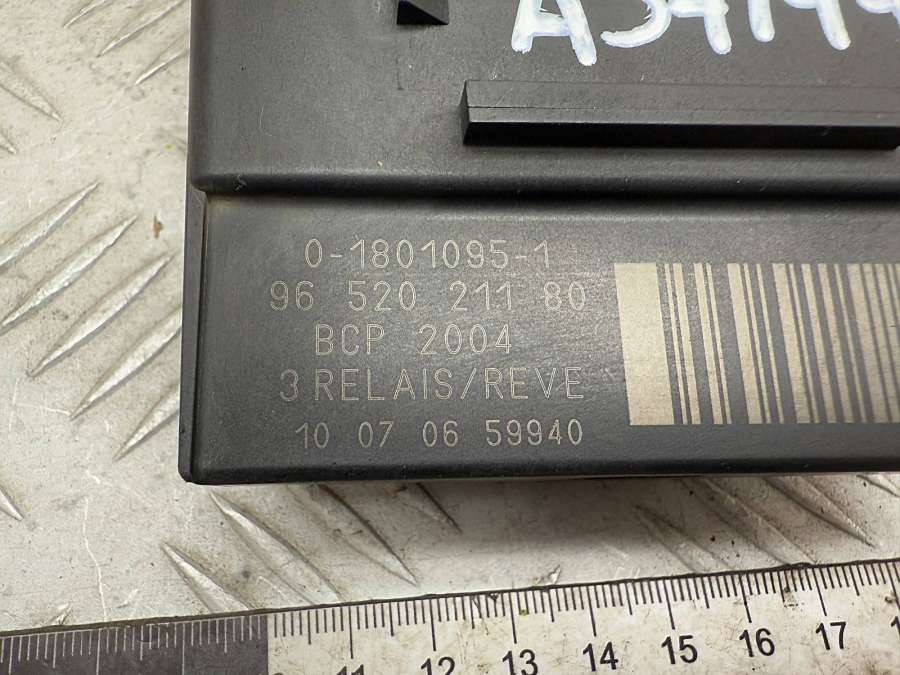 0-1801095-1
96 520 211 80
BCP 2004
3 RELAIS/REVE
10 07 06 59940
11 12 13 14 15 16 17